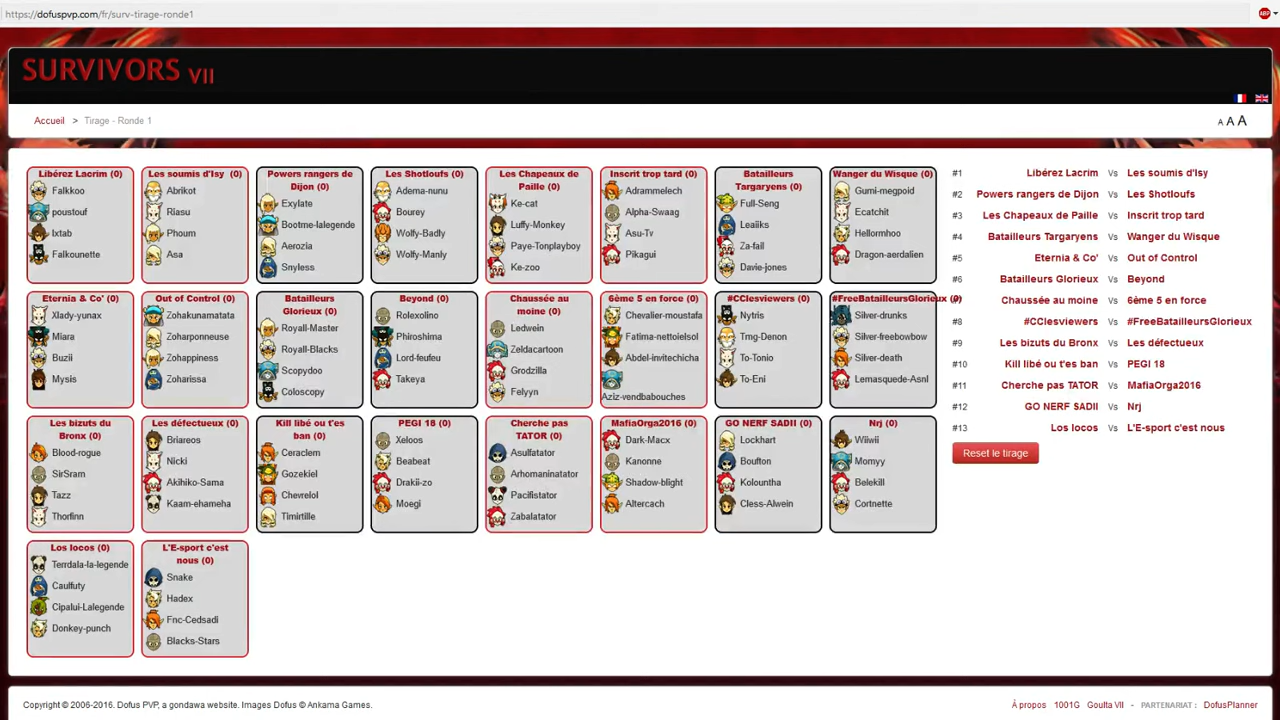 https://dofuspvp.com/fr/surv-tirage-ronde1
ABP
SURVIVORS VII
Accueil > Tirage - Ronde 1
A A A
Libérez Lacrim (0)
Falkkoo
poustouf
Ixtab
Falkounette
Les soumis d'Isy (0)
Abrikot
Riasu
Phoum
Asa
Powers rangers de
Dijon (0)
Exylate
Bootme-lalegende
Aerozia
Snyless
Les Shotloufs (0)
Adema-nunu
Bourey
Wolfy-Badly
Wolfy-Manly
Les Chapeaux de
Paille (0)
Ke-cat
Luffy-Monkey
Paye-Tonplayboy
Ke-zoo
Inscrit trop tard (0)
Adrammelech
Alpha-Swaag
Asu-Tv
Pikagui
Batailleurs
Targaryens (0)
Full-Seng
Leaiiks
Za-fail
Davie-jones
Wanger du Wisque (0)
Gumi-megpoid
Ecatchit
Hellormhoo
Dragon-aerdalien
Eternia & Co' (0)
Xlady-yunax
Miara
Buzii
Mysis
Out of Control (0)
Zohakunamatata
Zoharponneuse
Zohappiness
Zoharissa
Batailleurs
Glorieux (0)
Royall-Master
Royall-Blacks
Scopydoo
Coloscopy
Beyond (0)
Rolexolino
Phiroshima
Lord-feufeu
Takeya
Chaussée au
moine (0)
Ledwein
Zeldacartoon
Grodzilla
Felyyn
6ème 5 en force (0)
Chevalier-moustafa
Fatima-nettoielsol
Abdel-invitechicha
Aziz-vendbabouches
#CClesviewers (0)
Nytris
Tmg-Denon
To-Tonio
To-Eni
#FreeBatailleursGlorieux (0)
Silver-drunks
Silver-freebowbow
Silver-death
Lemasquede-Asnl
Les bizuts du
Bronx (0)
Blood-rogue
SirSram
Tazz
Thorfinn
Les défectueux (0)
Briareos
Nicki
Akihiko-Sama
Kaam-ehameha
Kill libé ou t'es
ban (0)
Ceraclem
Gozekiel
Chevrelol
Timirtille
PEGI 18 (0)
Xeloos
Beabeat
Drakii-zo
Moegi
Cherche pas
TATOR (0)
Asulfatator
Arhomaninatator
Pacifistator
Zabalatator
MafiaOrga2016 (0)
Dark-Macx
Kanonne
Shadow-blight
Altercach
GO NERF SADII (0)
Lockhart
Boufton
Kolountha
Cless-Alwein
Nrj (0)
Wiiwii
Momyy
Belekill
Cortnette
Los locos (0)
Terrdala-la-legende
Caulfuty
Cipalui-Lalegende
Donkey-punch
L'E-sport c'est
nous (0)
Snake
Hadex
Fnc-Cedsadi
Blacks-Stars
#1 Libérez Lacrim Vs Les soumis d'Isy
#2 Powers rangers de Dijon Vs Les Shotloufs
#3 Les Chapeaux de Paille Vs Inscrit trop tard
#4 Batailleurs Targaryens Vs Wanger du Wisque
#5 Eternia & Co' Vs Out of Control
#6 Batailleurs Glorieux Vs Beyond
Chaussée au moine Vs 6ème 5 en force
#8 #CClesviewers Vs #FreeBatailleursGlorieux
#9 Les bizuts du Bronx Vs Les défectueux
#10 Kill libé ou t'es ban Vs PEGI 18
#11 Cherche pas TATOR Vs MafiaOrga2016
#12 GO NERF SADII Vs Nrj
#13 Los locos Vs L'E-sport c'est nous
Reset le tirage
Copyright © 2006-2016. Dofus PVP, a gondawa website. Images Dofus © Ankama Games.
À propos 1001G Goulta VII - PARTENARIAT : DofusPlanner